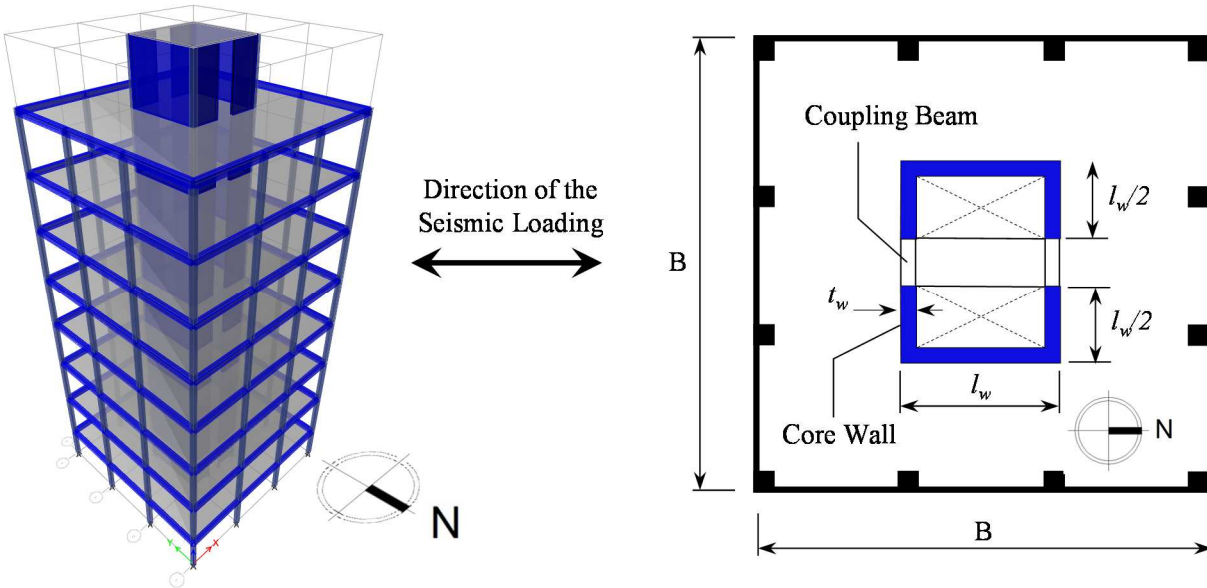 Direction of the
Seismic Loading
N
Y
X
Coupling Beam
B
l_w/2
t_w
l_w/2
l_w
Core Wall
N
B